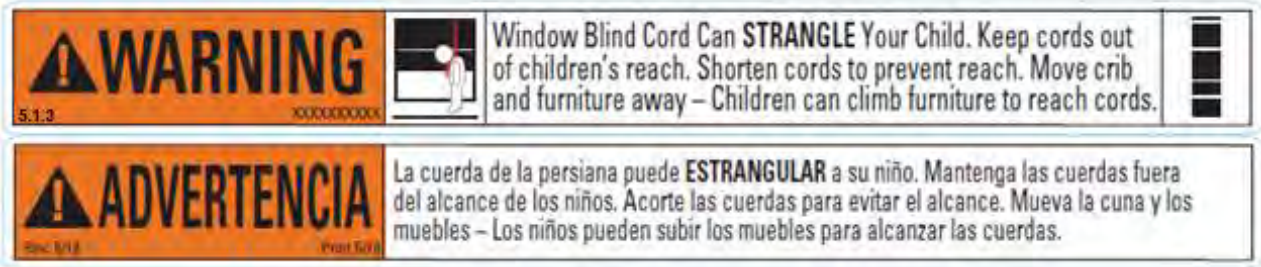 WARNING
5.1.3
XXXXXXXXXX
Window Blind Cord Can STRANGLE Your Child. Keep cords out
of children's reach. Shorten cords to prevent reach. Move crib
and furniture away – Children can climb furniture to reach cords.
ADVERTENCIA
La cuerda de la persiana puede ESTRANGULAR a su niño. Mantenga las cuerdas fuera
del alcance de los niños. Acorte las cuerdas para evitar el alcance. Mueva la cuna y los
muebles – Los niños pueden subir los muebles para alcanzar las cuerdas.